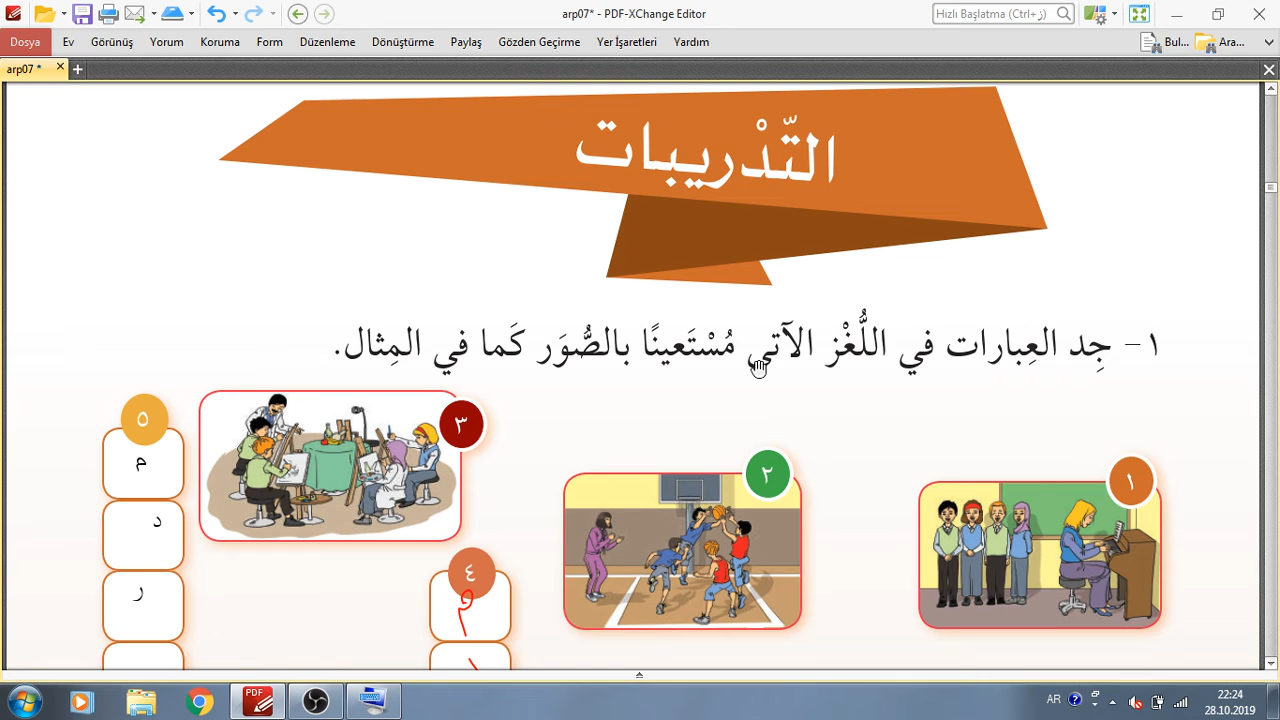 arp07* - PDF-XChange Editor
Hızlı Başlatma (Ctrl+ز)
Dosya Ev Görünüş Yorum Koruma Form Düzenleme Dönüştürme Paylaş Gözden Geçirme Yer İşaretleri Yardım
Bul... Ara...
arp07 *
التّدْريبات
١- جِد العِبارات في اللُّغْز الآتي مُسْتَعينًا بالصُّوَر كَما في المِثال.
١
٢
٣
٤
م
٥
م
د
ر
PDF
AR
22:24
28.10.2019